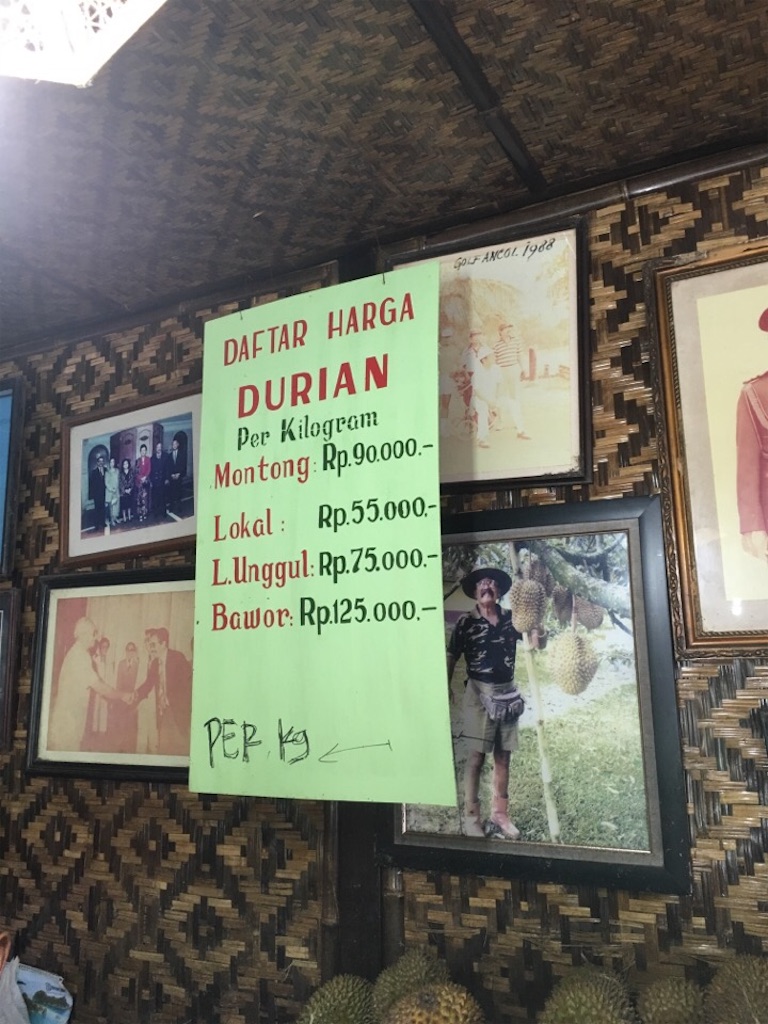 GOLF ANCOL. 1988
DAFTAR HARGA
DURIAN
Per Kilogram
Montong: Rp.90.000.-
Lokal : Rp.55.000.-
L.Unggul: Rp.75.000.-
Bawor: Rp.125.000.-
PER. kg